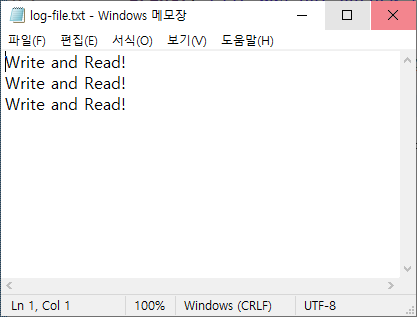 log-file.txt - Windows 메모장
파일(F) 편집(E) 서식(O) 보기(V) 도움말(H)
Write and Read!
Write and Read!
Write and Read!
Ln 1, Col 1 100% Windows (CRLF) UTF-8